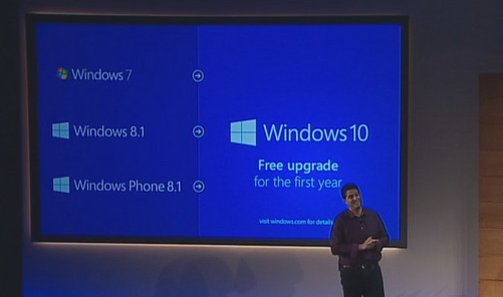 Windows 7
Windows 8.1
Windows Phone 8.1
Windows 10
Free upgrade
for the first year
visit windows.com for details